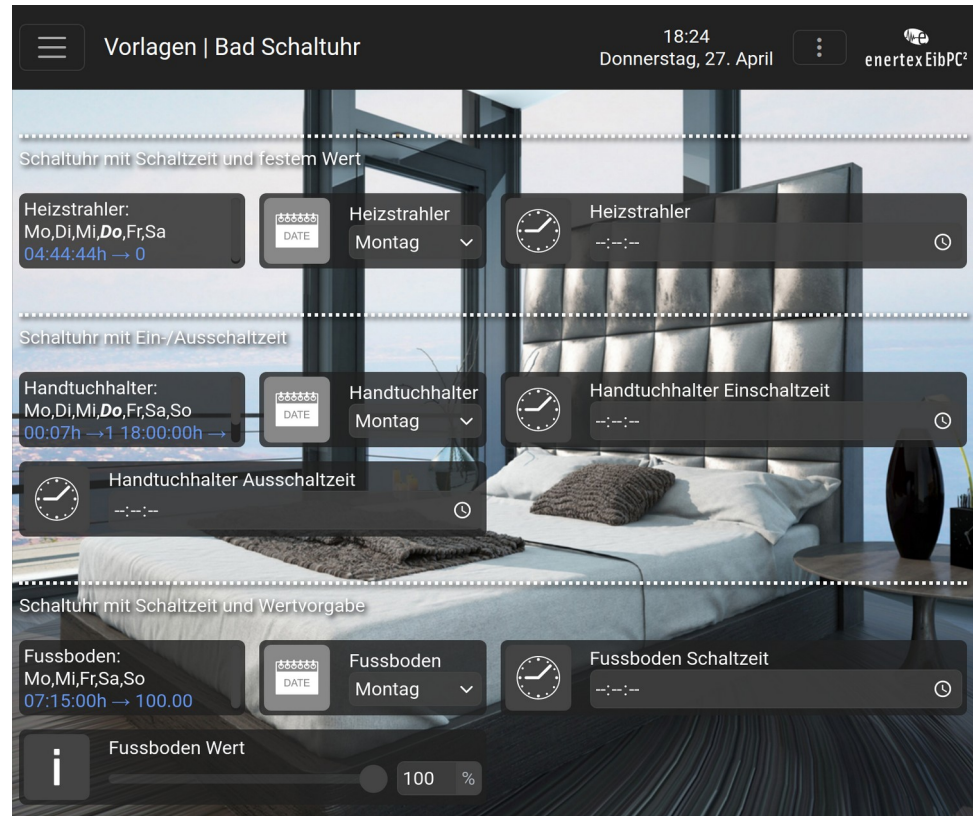 Vorlagen | Bad Schaltuhr
18:24
Donnerstag, 27. April
enertex EibPC²
Schaltuhr mit Schaltzeit und festem Wert
Heizstrahler:
Mo,Di,Mi,Do,Fr,Sa
04:44:44h → 0
DATE
Heizstrahler
Montag
Heizstrahler
--:--:--
Schaltuhr mit Ein-/Ausschaltzeit
Handtuchhalter:
Mo,Di,Mi,Do,Fr,Sa,So
00:07h →1 18:00:00h →
DATE
Handtuchhalter
Montag
Handtuchhalter Einschaltzeit
--:--:--
Handtuchhalter Ausschaltzeit
--:--:--
Schaltuhr mit Schaltzeit und Wertvorgabe
Fussboden:
Mo,Mi,Fr,Sa,So
07:15:00h → 100.00
DATE
Fussboden
Montag
Fussboden Schaltzeit
--:--:--
i
Fussboden Wert
100 %